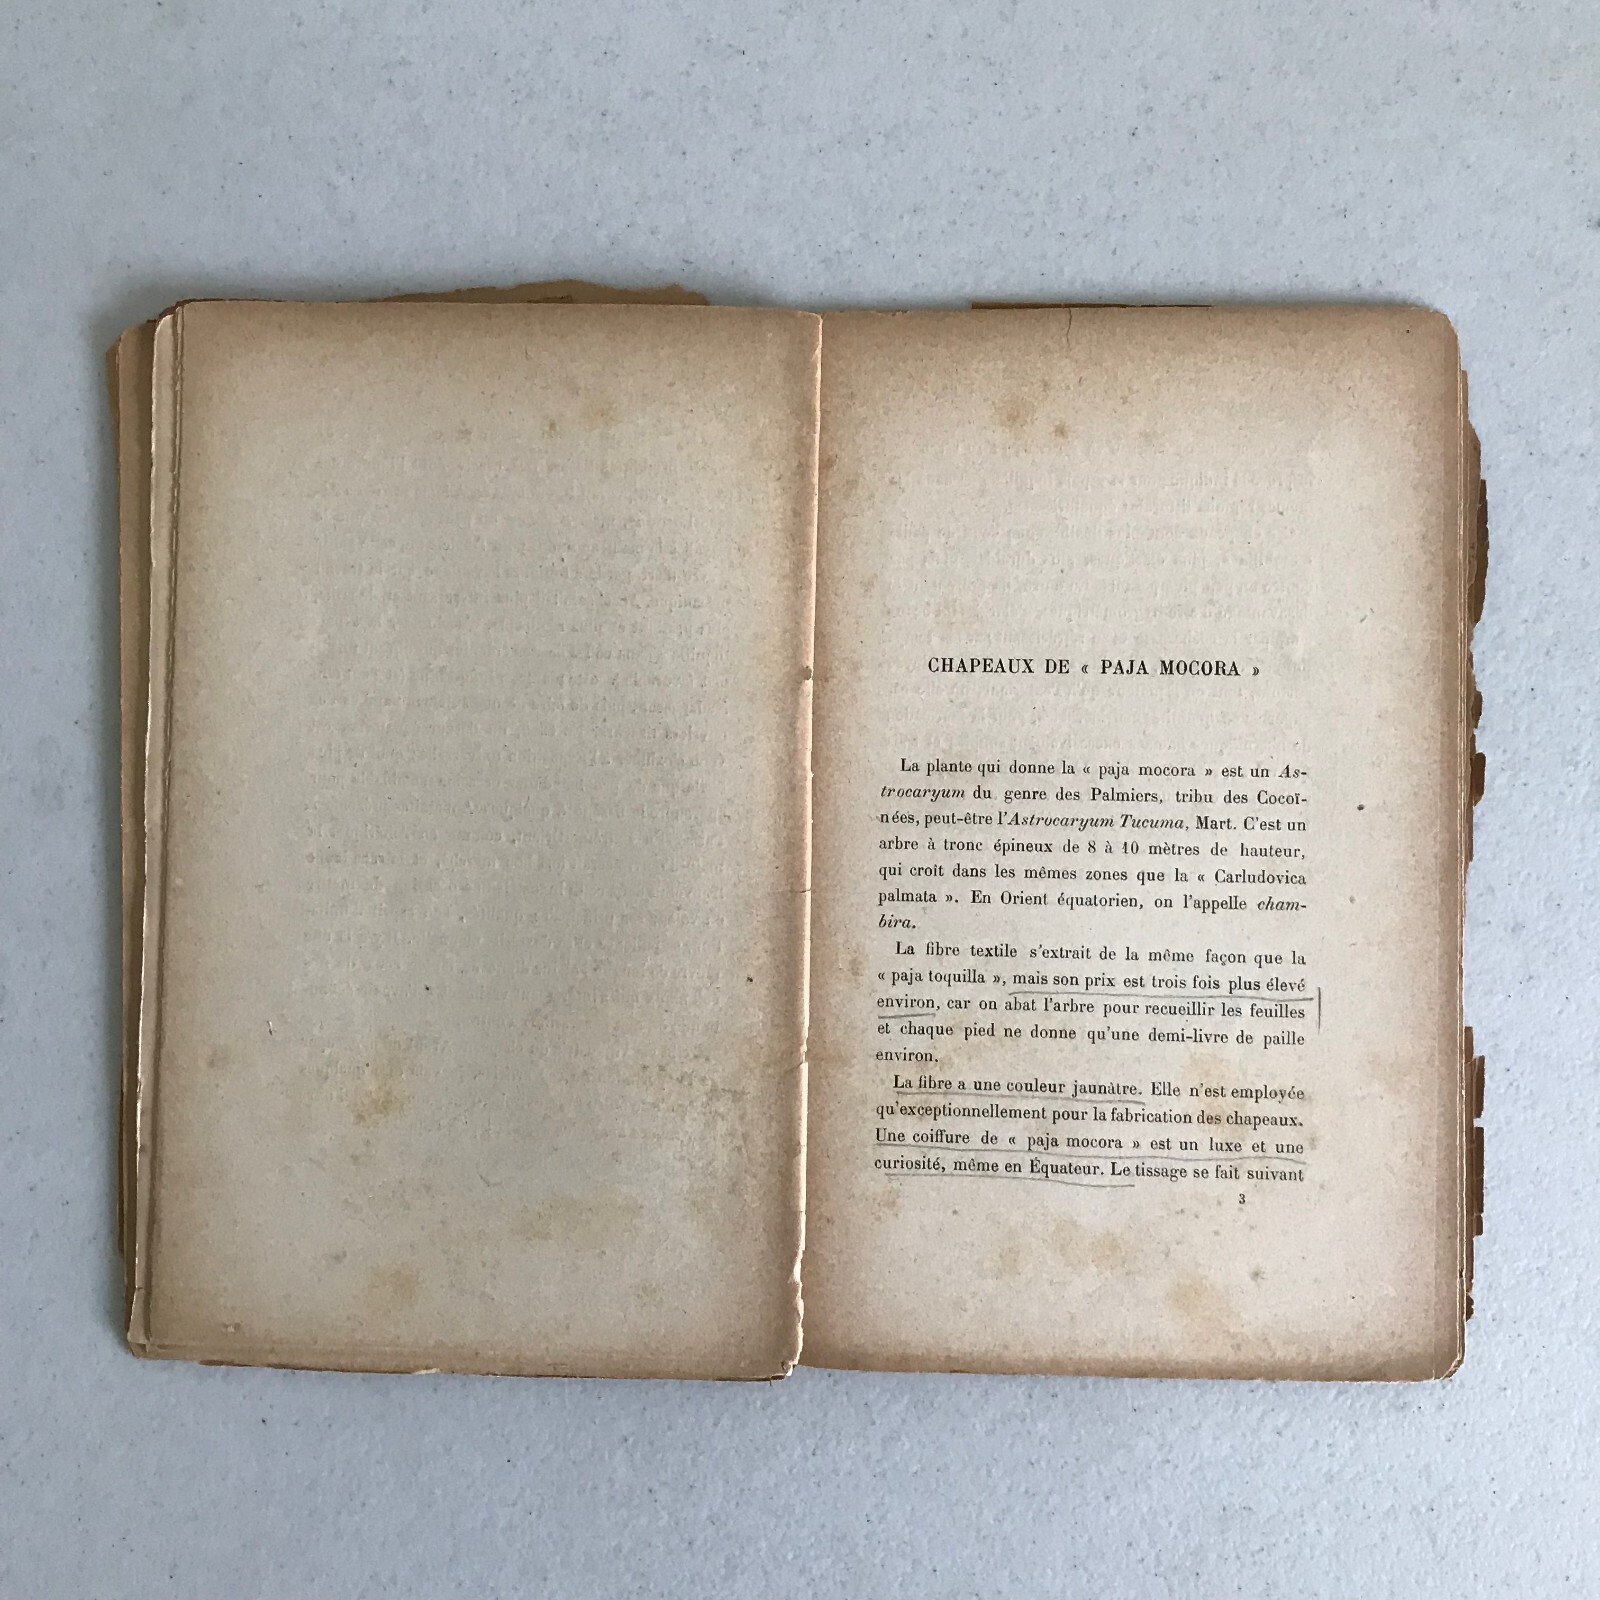 CHAPEAUX DE « PAJA MOCORA »
La plante qui donne la « paja mocora » est un As-
trocaryum du genre des Palmiers, tribu des Cocoï-
nées, peut-être l'Astrocaryum Tucuma, Mart. C'est un
arbre à tronc épineux de 8 à 10 mètres de hauteur,
qui croît dans les mêmes zones que la « Carludovica
palmata ». En Orient équatorien, on l'appelle cham-
bira.
La fibre textile s'extrait de la même façon que la
« paja toquilla », mais son prix est trois fois plus élevé
environ, car on abat l'arbre pour recueillir les feuilles
et chaque pied ne donne qu'une demi-livre de paille
environ.
La fibre a une couleur jaunâtre. Elle n'est employée
qu'exceptionnellement pour la fabrication des chapeaux.
Une coiffure de « paja mocora » est un luxe et une
curiosité, même en Équateur. Le tissage se fait suivant
3